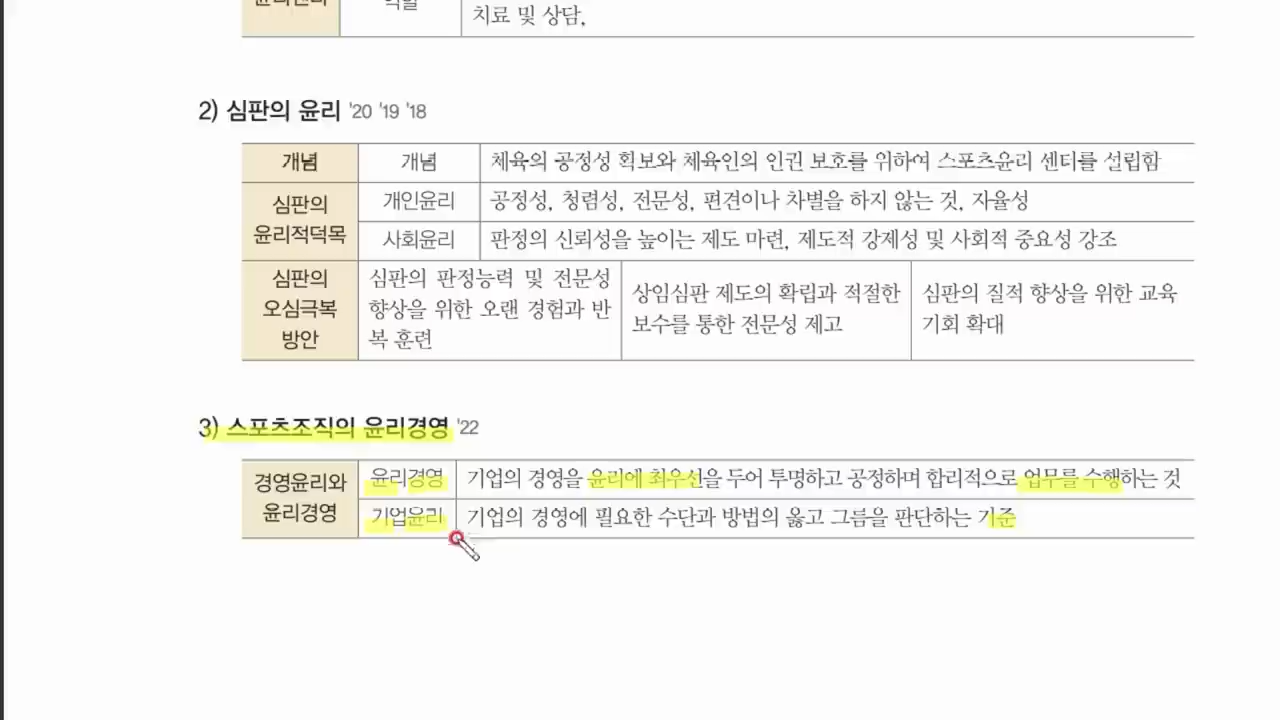 역할
치료 및 상담,
2) 심판의 윤리 '20 '19 '18
개념 개념 체육의 공정성 확보와 체육인의 인권 보호를 위하여 스포츠윤리 센터를 설립함
심판의
윤리적덕목
개인윤리 공정성, 청렴성, 전문성, 편견이나 차별을 하지 않는 것, 자율성
사회윤리 판정의 신뢰성을 높이는 제도 마련, 제도적 강제성 및 사회적 중요성 강조
심판의
오심극복
방안
심판의 판정능력 및 전문성
향상을 위한 오랜 경험과 반
복 훈련
상임심판 제도의 확립과 적절한
보수를 통한 전문성 제고
심판의 질적 향상을 위한 교육
기회 확대
3) 스포츠조직의 윤리경영 '22
경영윤리와
윤리경영
윤리경영 기업의 경영을 윤리에 최우선을 두어 투명하고 공정하며 합리적으로 업무를 수행하는 것
기업윤리 기업의 경영에 필요한 수단과 방법의 옳고 그름을 판단하는 기준